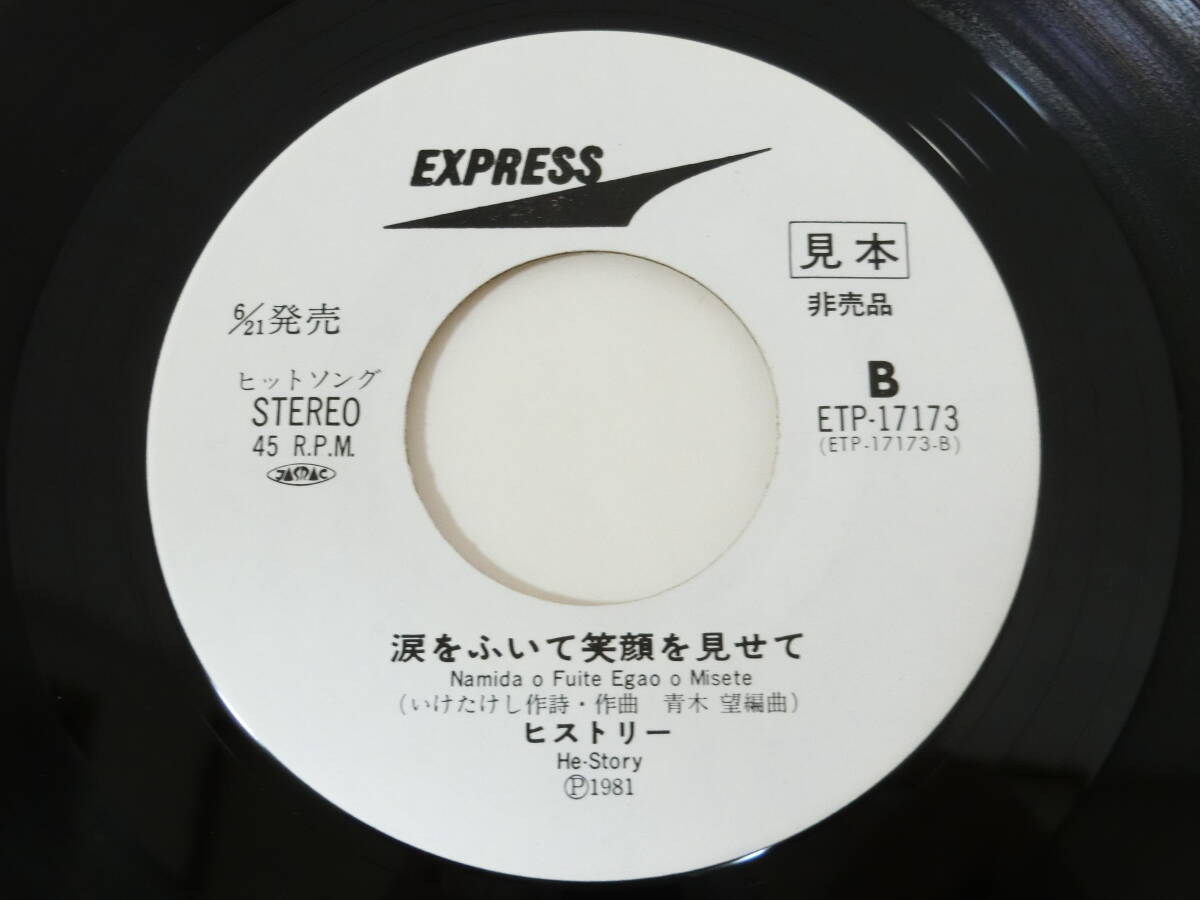 EXPRESS
見本
非売品
6/21発売
ヒットソング
STEREO
45 R.P.M.
JASRAC
B
ETP-17173
(ETP-17173-B)
涙をふいて笑顔を見せて
Namida o Fuite Egao o Misete
(いけたけし作詩・作曲 青木 望編曲)
ヒストリー
He-Story
Ⓟ1981